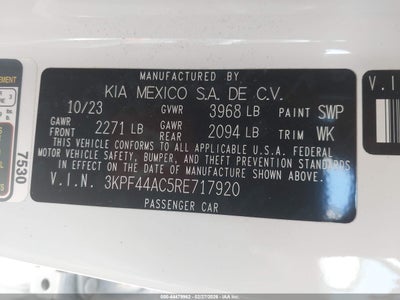 MANUFACTURED BY
KIA MEXICO S.A. DE C.V.
10/23 GVWR 3968 LB PAINT SWP
GAWR FRONT 2271 LB GAWR REAR 2094 LB TRIM WK
THIS VEHICLE CONFORMS TO ALL APPLICABLE U.S.A. FEDERAL
MOTOR VEHICLE SAFETY, BUMPER, AND THEFT PREVENTION STANDARDS
IN EFFECT ON THE DATE OF MANUFACTURE SHOWN ABOVE.
V.I.N. 3KPF44AC5RE717920
PASSENGER CAR
7530
V.I